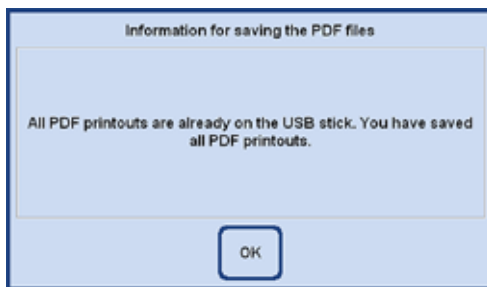 Information for saving the PDF files
All PDF printouts are already on the USB stick. You have saved
all PDF printouts.
OK